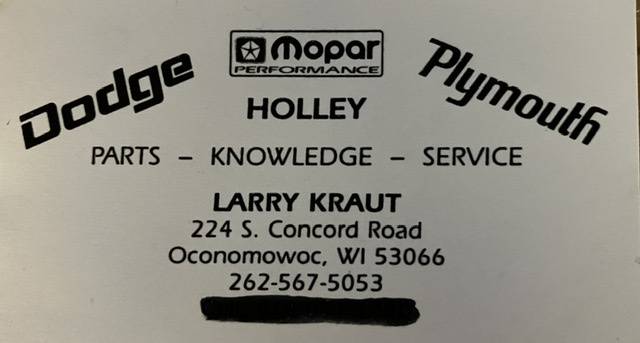 Dodge
Mopar
PERFORMANCE
Plymouth
HOLLEY
PARTS – KNOWLEDGE – SERVICE
LARRY KRAUT
224 S. Concord Road
Oconomowoc, WI 53066
262-567-5053